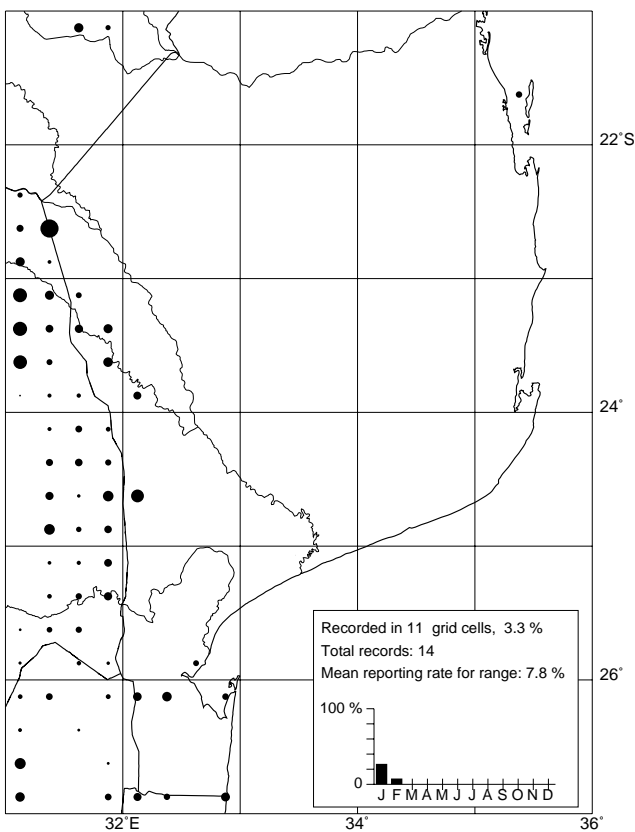 22˚S
24˚
Recorded in 11 grid cells, 3.3 %
Total records: 14
Mean reporting rate for range: 7.8 %
26˚
100 %
0
J F M A M J J A S O N D
32˚E
34˚
36˚